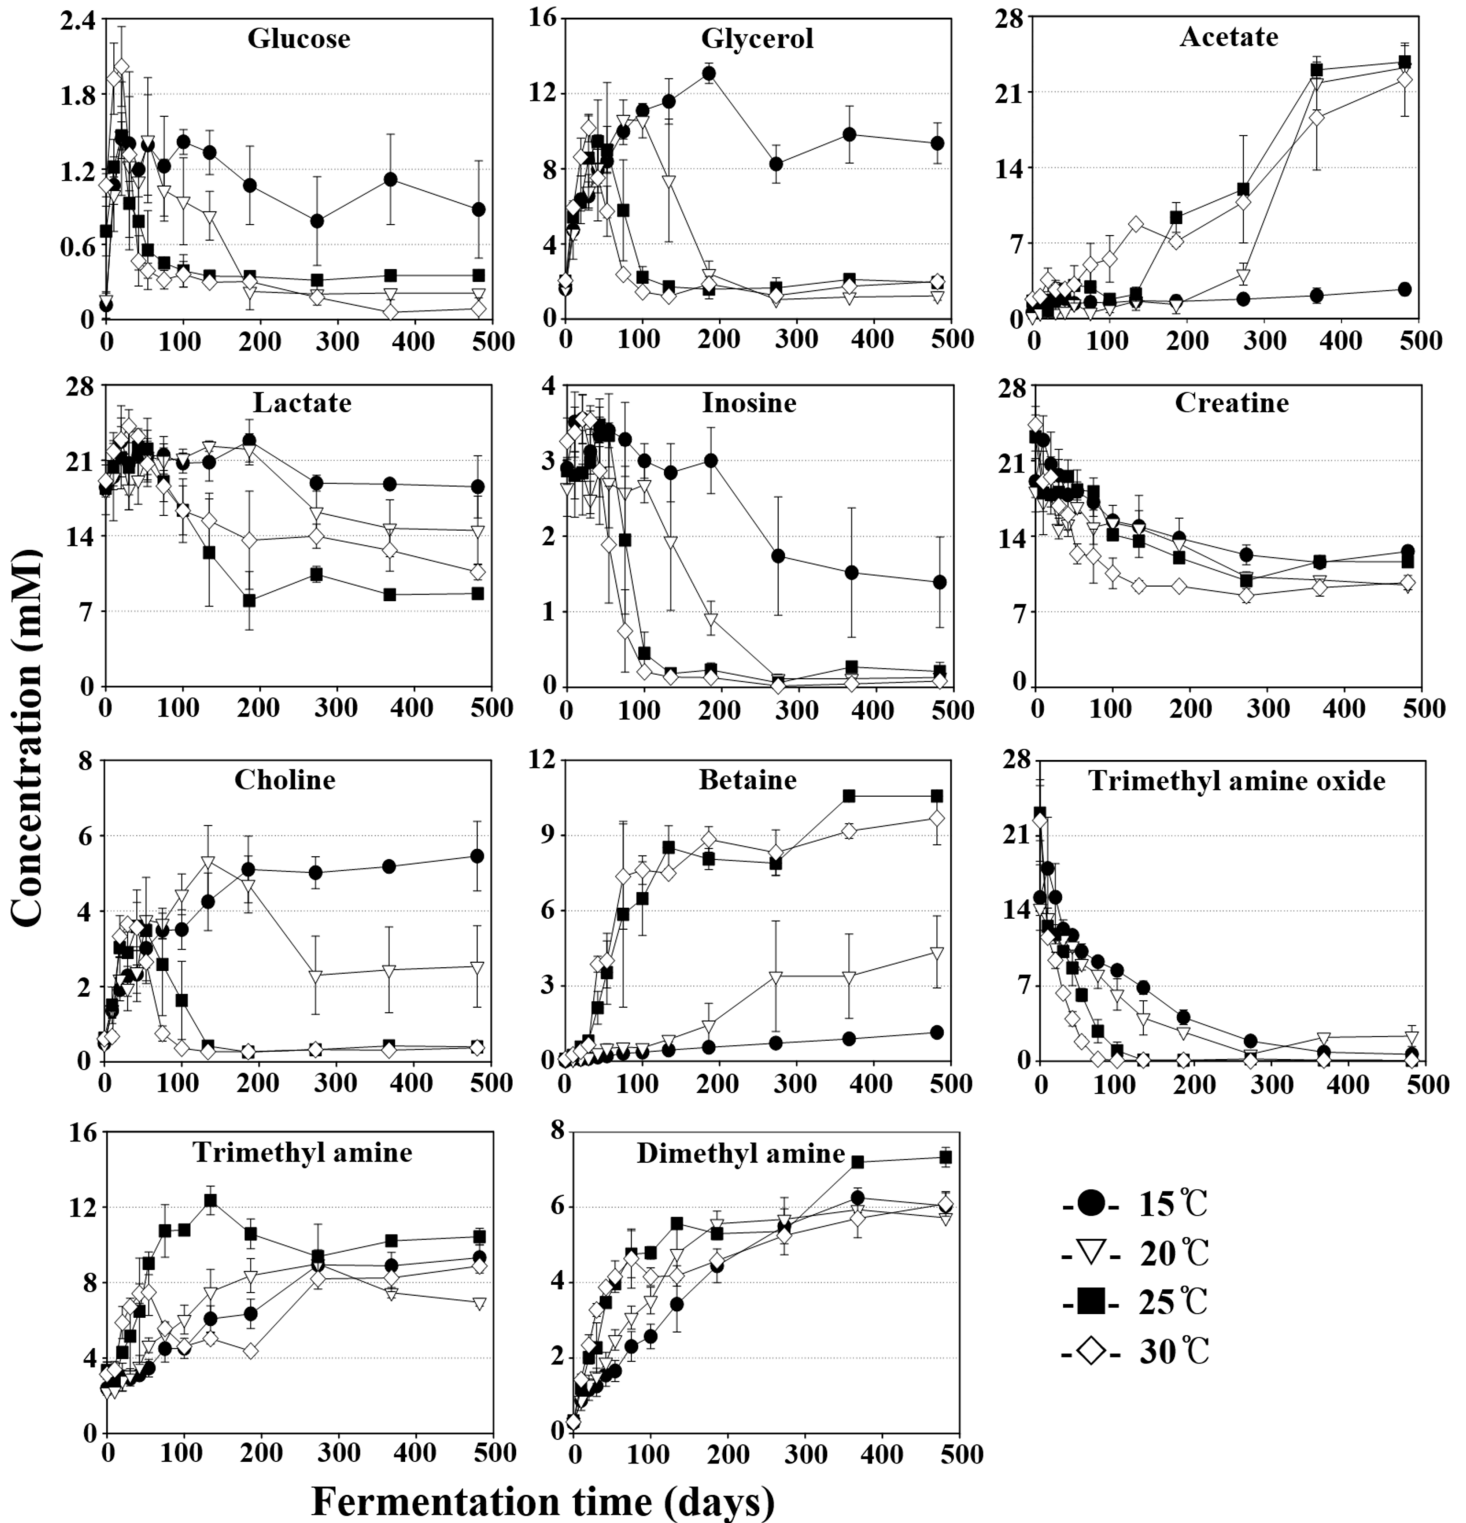 Glucose
2.4
1.8
1.2
0.6
0
0 100 200 300 400 500
Glycerol
16
12
8
4
0
0 100 200 300 400 500
Acetate
28
21
14
7
0
0 100 200 300 400 500
Lactate
28
21
14
7
0
0 100 200 300 400 500
Inosine
4
3
2
1
0
0 100 200 300 400 500
Creatine
28
21
14
7
0
0 100 200 300 400 500
Choline
8
6
4
2
0
0 100 200 300 400 500
Betaine
12
9
6
3
0
0 100 200 300 400 500
Trimethyl amine oxide
28
21
14
7
0
0 100 200 300 400 500
Trimethyl amine
16
12
8
4
0
0 100 200 300 400 500
Dimethyl amine
8
6
4
2
0
0 100 200 300 400 500
15℃
20℃
25℃
30℃
Concentration (mM)
Fermentation time (days)